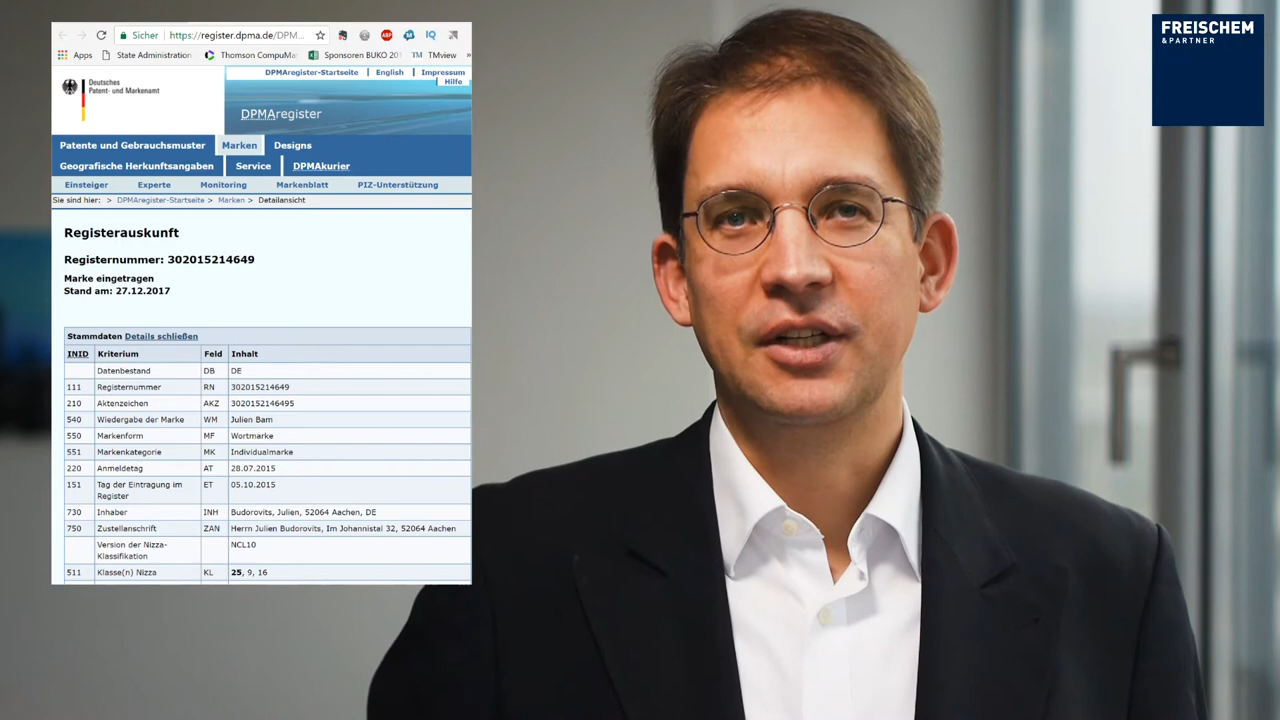 Sicher https://register.dpma.de/DPM...
Apps State Administration Thomson CompuMa Sponsoren BUKO 201 TM TMview »
DPMAregister-Startseite | English | Impressum
| Hilfe
Deutsches
Patent- und Markenamt
DPMAregister
Patente und Gebrauchsmuster Marken Designs
Geografische Herkunftsangaben Service DPMAkurier
Einsteiger Experte Monitoring Markenblatt PIZ-Unterstützung
Sie sind hier: > DPMAregister-Startseite > Marken > Detailansicht
Registerauskunft
Registernummer: 302015214649
Marke eingetragen
Stand am: 27.12.2017
Stammdaten Details schließen
INID Kriterium Feld Inhalt
Datenbestand DB DE
111 Registernummer RN 302015214649
210 Aktenzeichen AKZ 3020152146495
540 Wiedergabe der Marke WM Julien Bam
550 Markenform MF Wortmarke
551 Markenkategorie MK Individualmarke
220 Anmeldetag AT 28.07.2015
151 Tag der Eintragung im Register ET 05.10.2015
730 Inhaber INH Budorovits, Julien, 52064 Aachen, DE
750 Zustellanschrift ZAN Herrn Julien Budorovits, Im Johannistal 32, 52064 Aachen
Version der Nizza-Klassifikation NCL10
511 Klasse(n) Nizza KL 25, 9, 16
FREISCHEM
& PARTNER
ABP
IQ